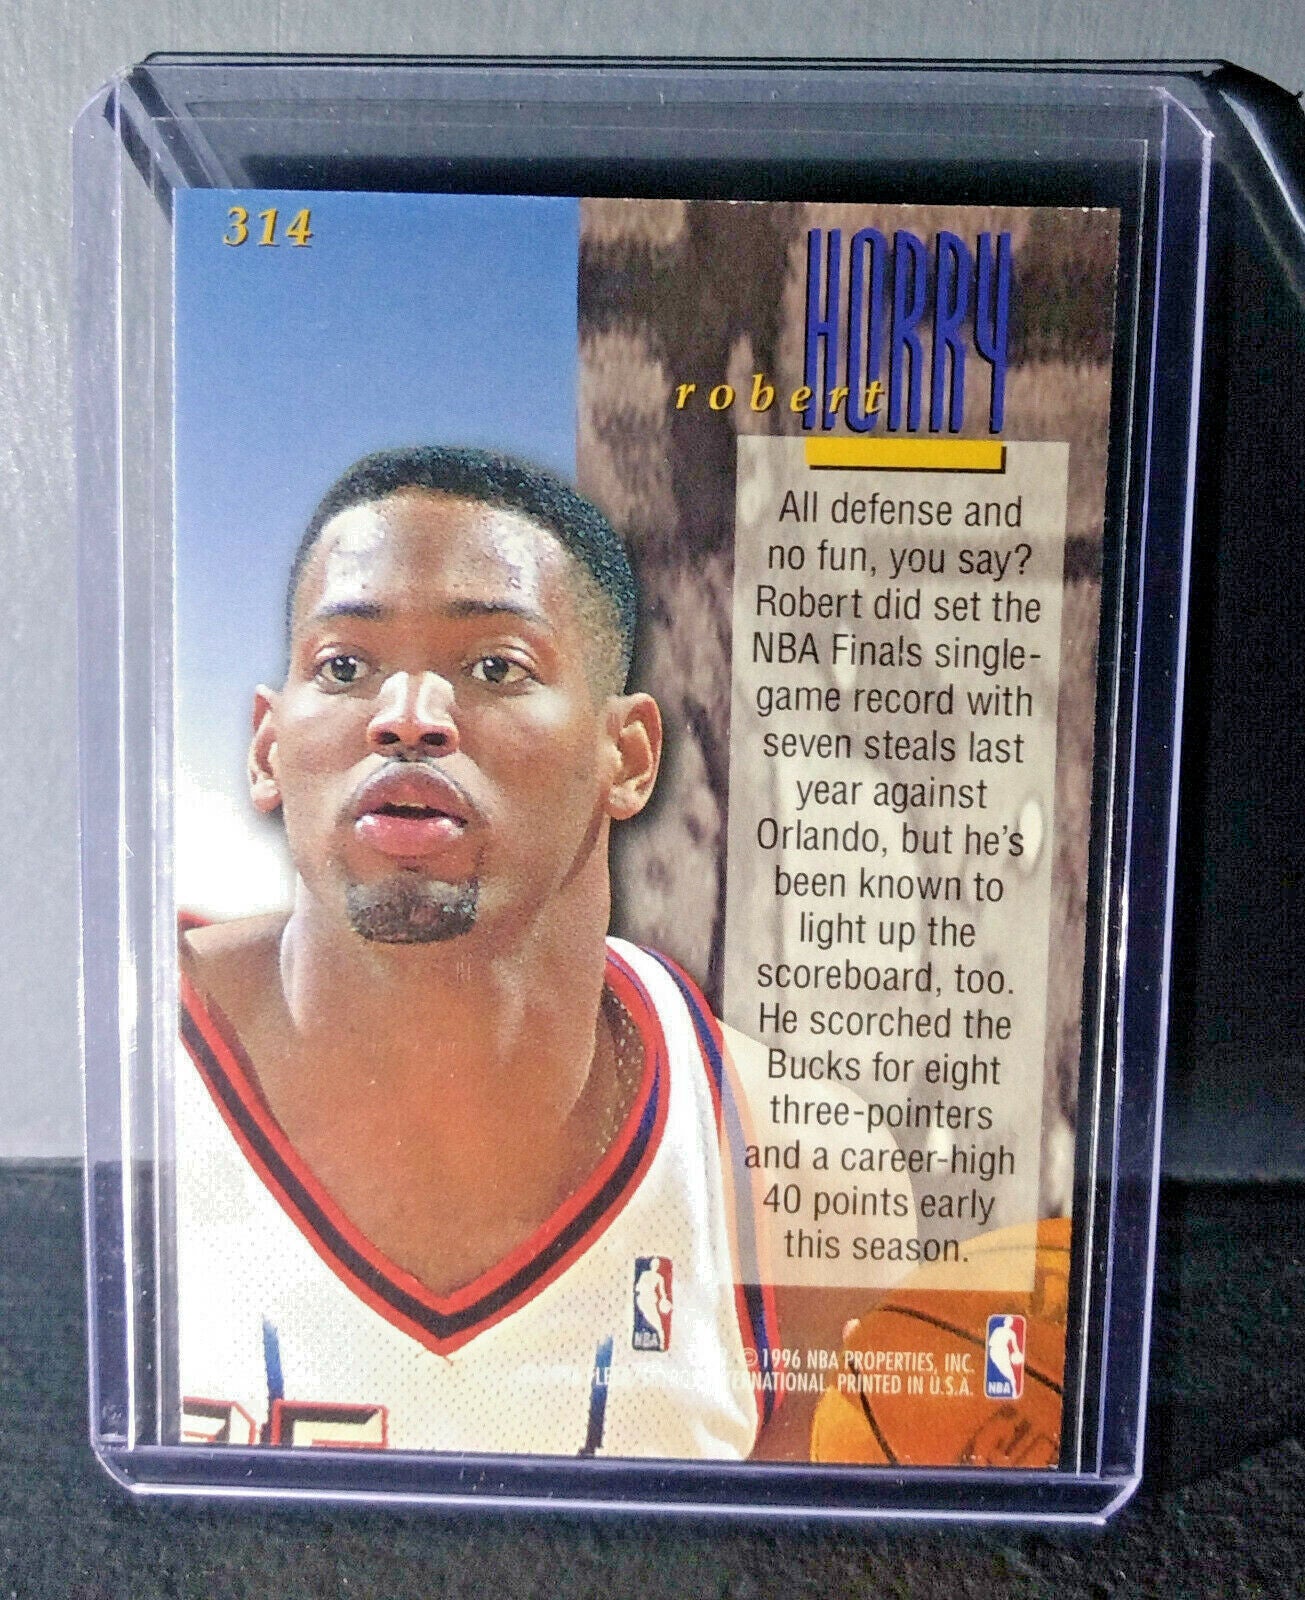 314
HORRY
robert
All defense and
no fun, you say?
Robert did set the
NBA Finals single-
game record with
seven steals last
year against
Orlando, but he's
been known to
light up the
scoreboard, too.
He scorched the
Bucks for eight
three-pointers
and a career-high
40 points early
this season.
NBA
© 1996 NBA PROPERTIES, INC.
PRINTED IN U.S.A.
NBA